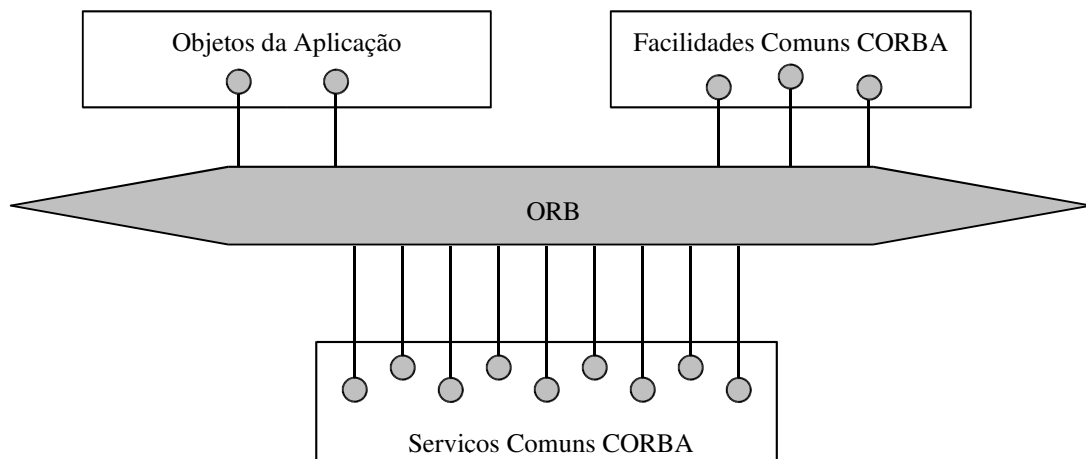 Objetos da Aplicação
Facilidades Comuns CORBA
ORB
Servicos Comuns CORBA